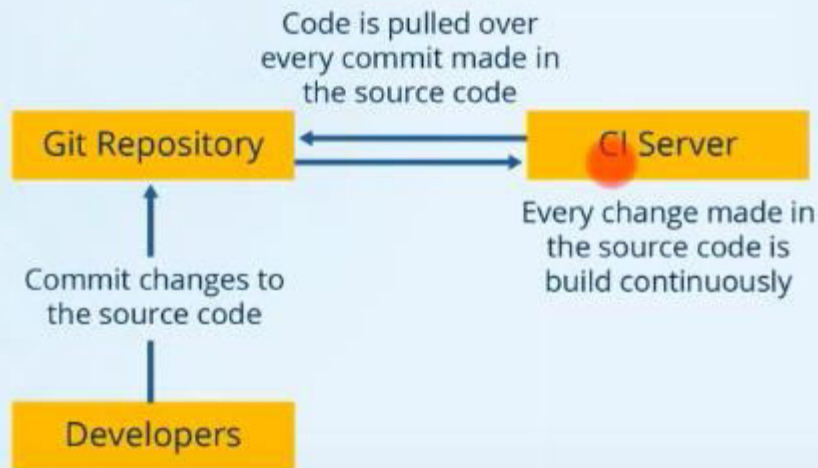 Code is pulled over
every commit made in
the source code
Git Repository
CI Server
Every change made in
the source code is
build continuously
Commit changes to
the source code
Developers